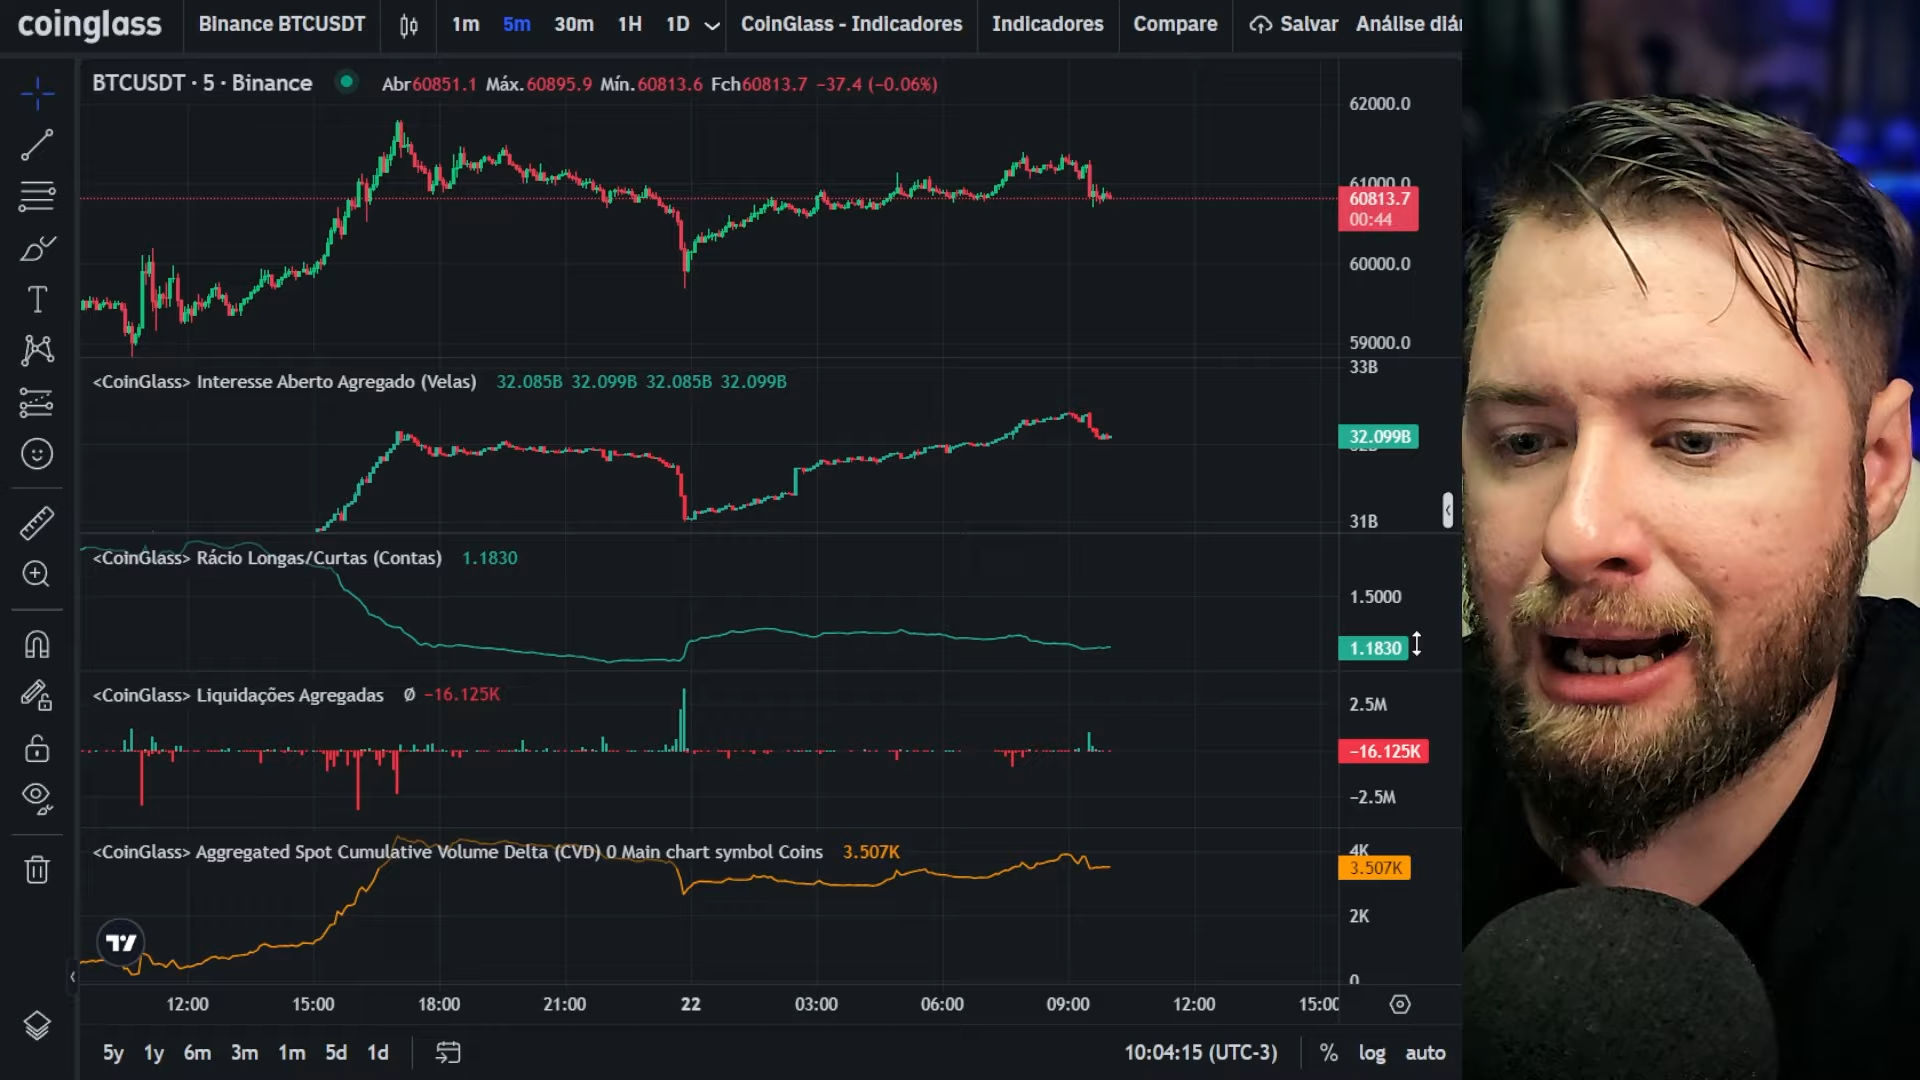 coinglass
Binance BTCUSDT
1m 5m 30m 1H 1D
CoinGlass - Indicadores
Indicadores
Compare
Salvar
Análise diár
BTCUSDT · 5 · Binance
Abr60851.1 Máx.60895.9 Mín.60813.6 Fch60813.7 −37.4 (−0.06%)
62000.0
61000.0
60813.7
00:44
60000.0
59000.0
<CoinGlass> Interesse Aberto Agregado (Velas) 32.085B 32.099B 32.085B 32.099B
33B
32.099B
32B
31B
<CoinGlass> Rácio Longas/Curtas (Contas) 1.1830
1.5000
1.1830
<CoinGlass> Liquidações Agregadas Ø −16.125K
2.5M
−16.125K
−2.5M
<CoinGlass> Aggregated Spot Cumulative Volume Delta (CVD) 0 Main chart symbol Coins 3.507K
4K
3.507K
2K
0
12:00 15:00 18:00 21:00 22 03:00 06:00 09:00 12:00 15:00
5y 1y 6m 3m 1m 5d 1d
10:04:15 (UTC-3)
% log auto